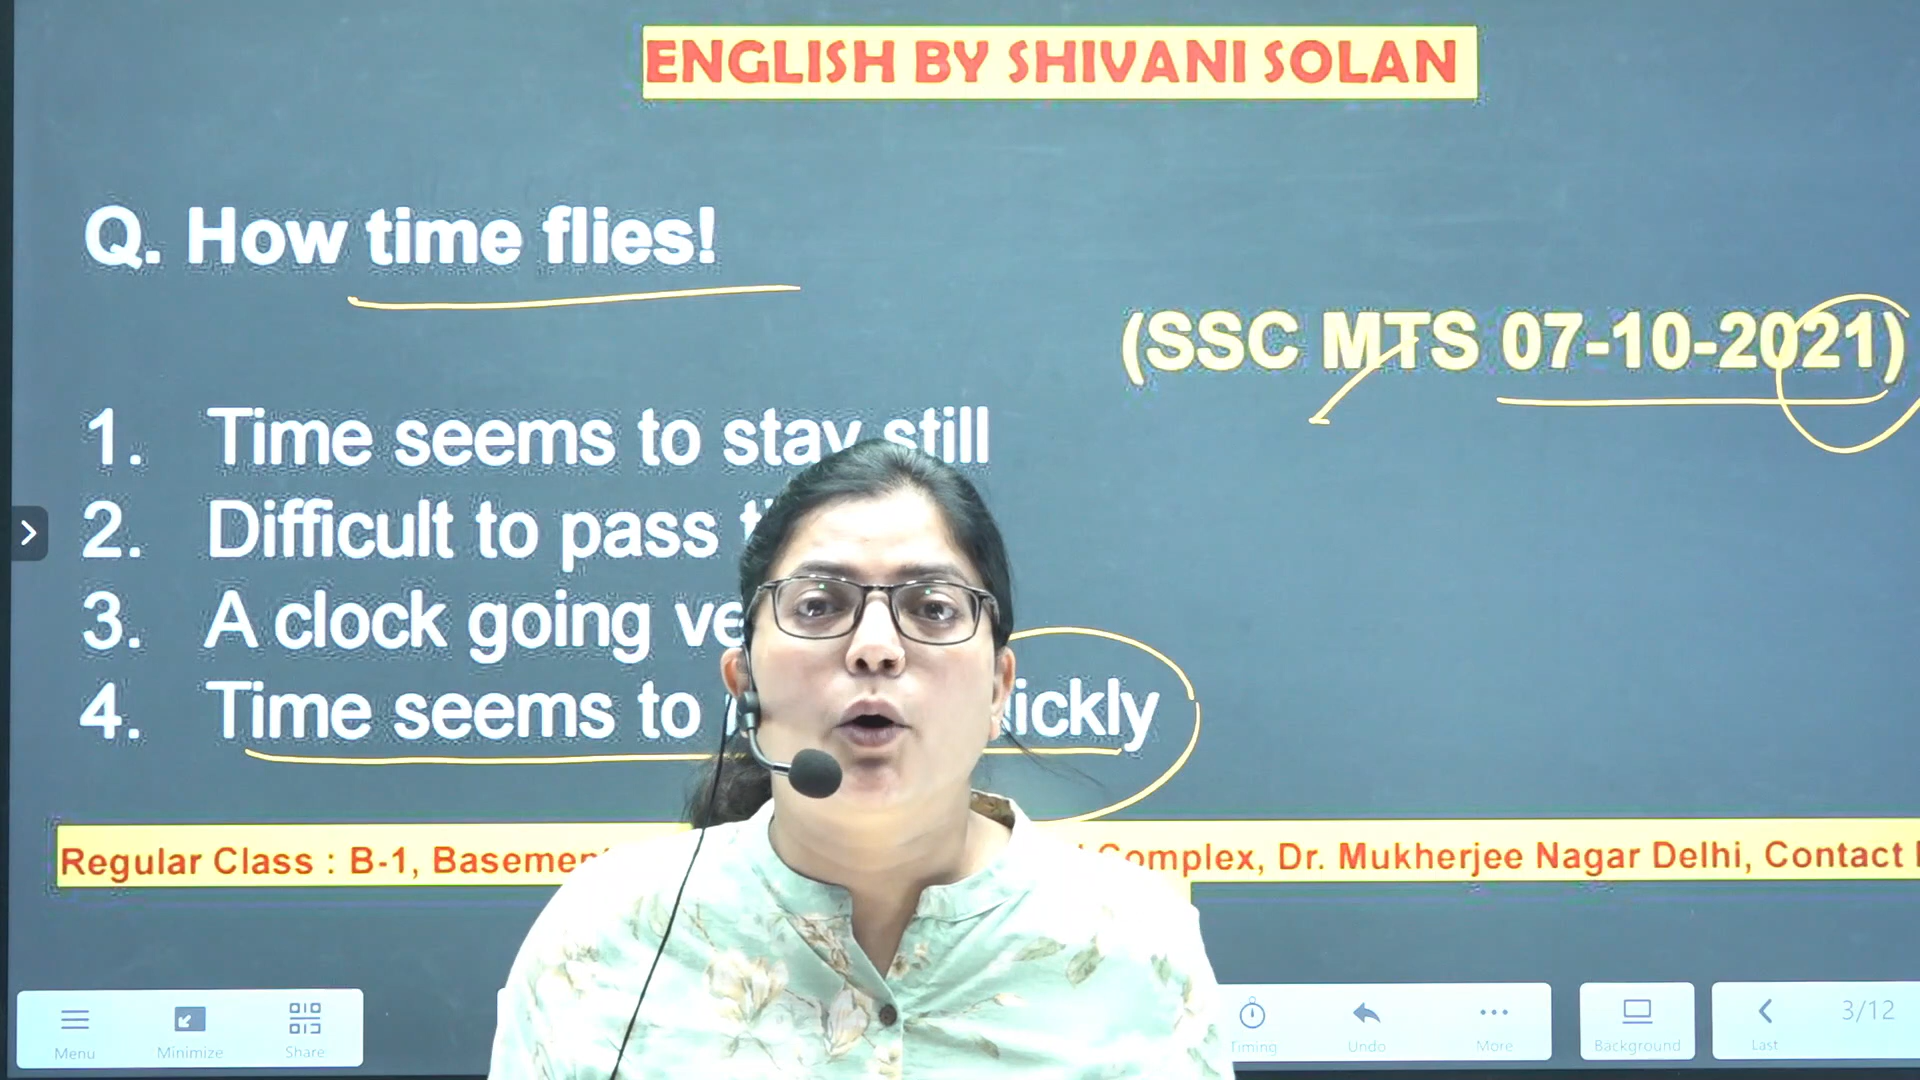 ENGLISH BY SHIVANI SOLAN
Q. How time flies!
(SSC MTS 07-10-2021)
1. Time seems to stay still
2. Difficult to pass
3. A clock going
4. Time seems to
Regular Class : B-1, Complex, Dr. Mukherjee Nagar Delhi, Contact
Menu Minimize Share Timing Undo More Background Last 3/12